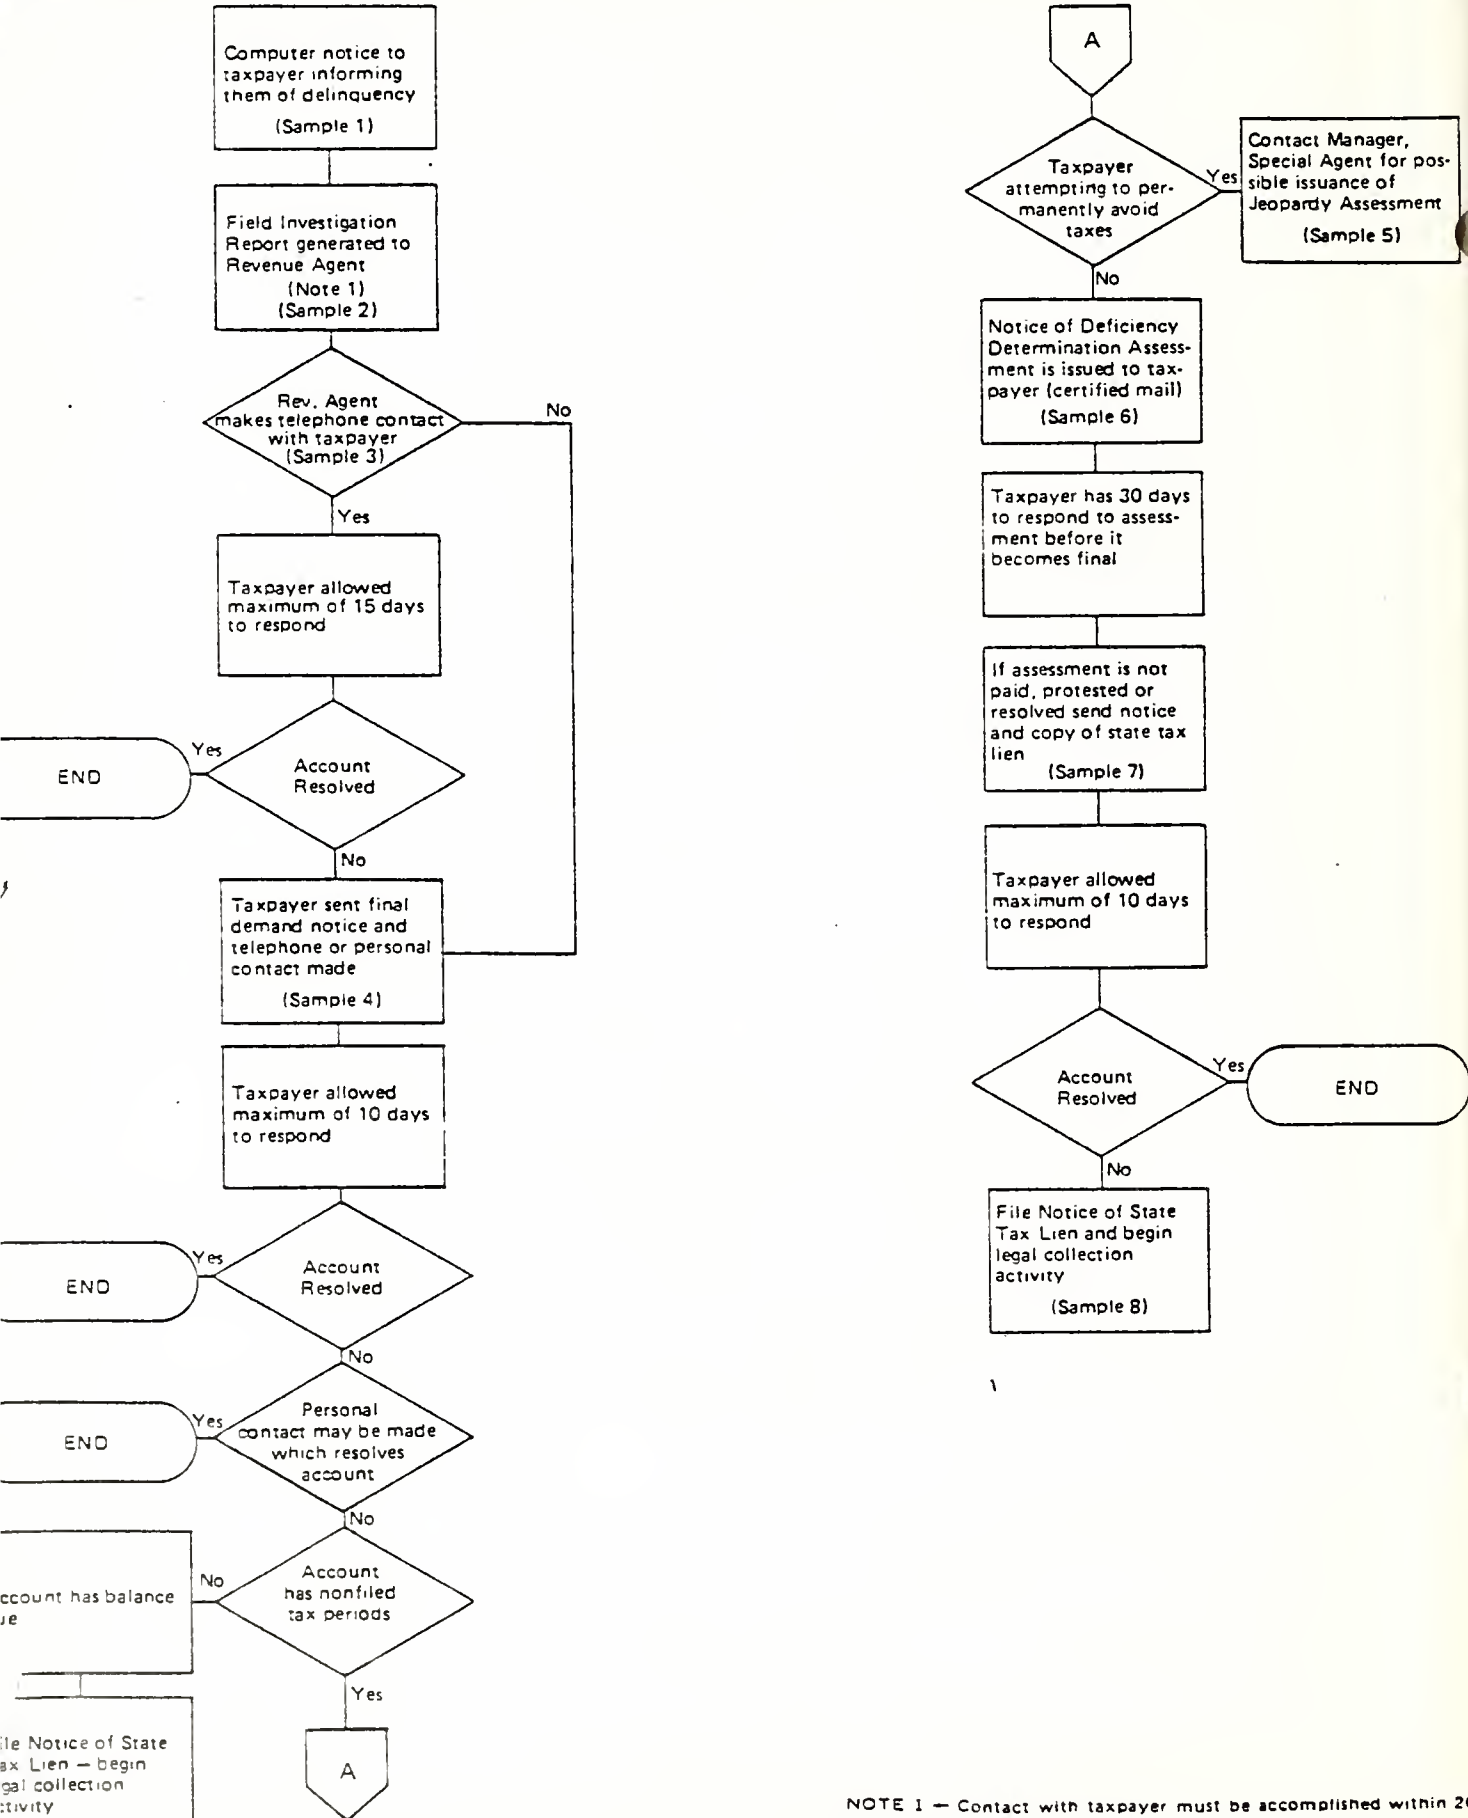 Computer notice to
taxpayer informing
them of delinquency
(Sample 1)
Field Investigation
Report generated to
Revenue Agent
(Note 1)
(Sample 2)
Rev. Agent
makes telephone contact
with taxpayer
(Sample 3)
No
Yes
Taxpayer allowed
maximum of 15 days
to respond
Account
Resolved
Yes
END
No
Taxpayer sent final
demand notice and
telephone or personal
contact made
(Sample 4)
Taxpayer allowed
maximum of 10 days
to respond
Account
Resolved
Yes
END
No
Personal
contact may be made
which resolves
account
Yes
END
No
Account
has nonfiled
tax periods
No
has balance
Yes
Notice of State
Lien — begin
collection
A
A
Taxpayer
attempting to per-
manently avoid
taxes
Yes
Contact Manager,
Special Agent for pos-
sible issuance of
Jeopardy Assessment
(Sample 5)
No
Notice of Deficiency
Determination Assess-
ment is issued to tax-
payer (certified mail)
(Sample 6)
Taxpayer has 30 days
to respond to assess-
ment before it
becomes final
If assessment is not
paid, protested or
resolved send notice
and copy of state tax
lien
(Sample 7)
Taxpayer allowed
maximum of 10 days
to respond
Account
Resolved
Yes
END
No
File Notice of State
Tax Lien and begin
legal collection
activity
(Sample 8)
NOTE 1 — Contact with taxpayer must be accomplished within